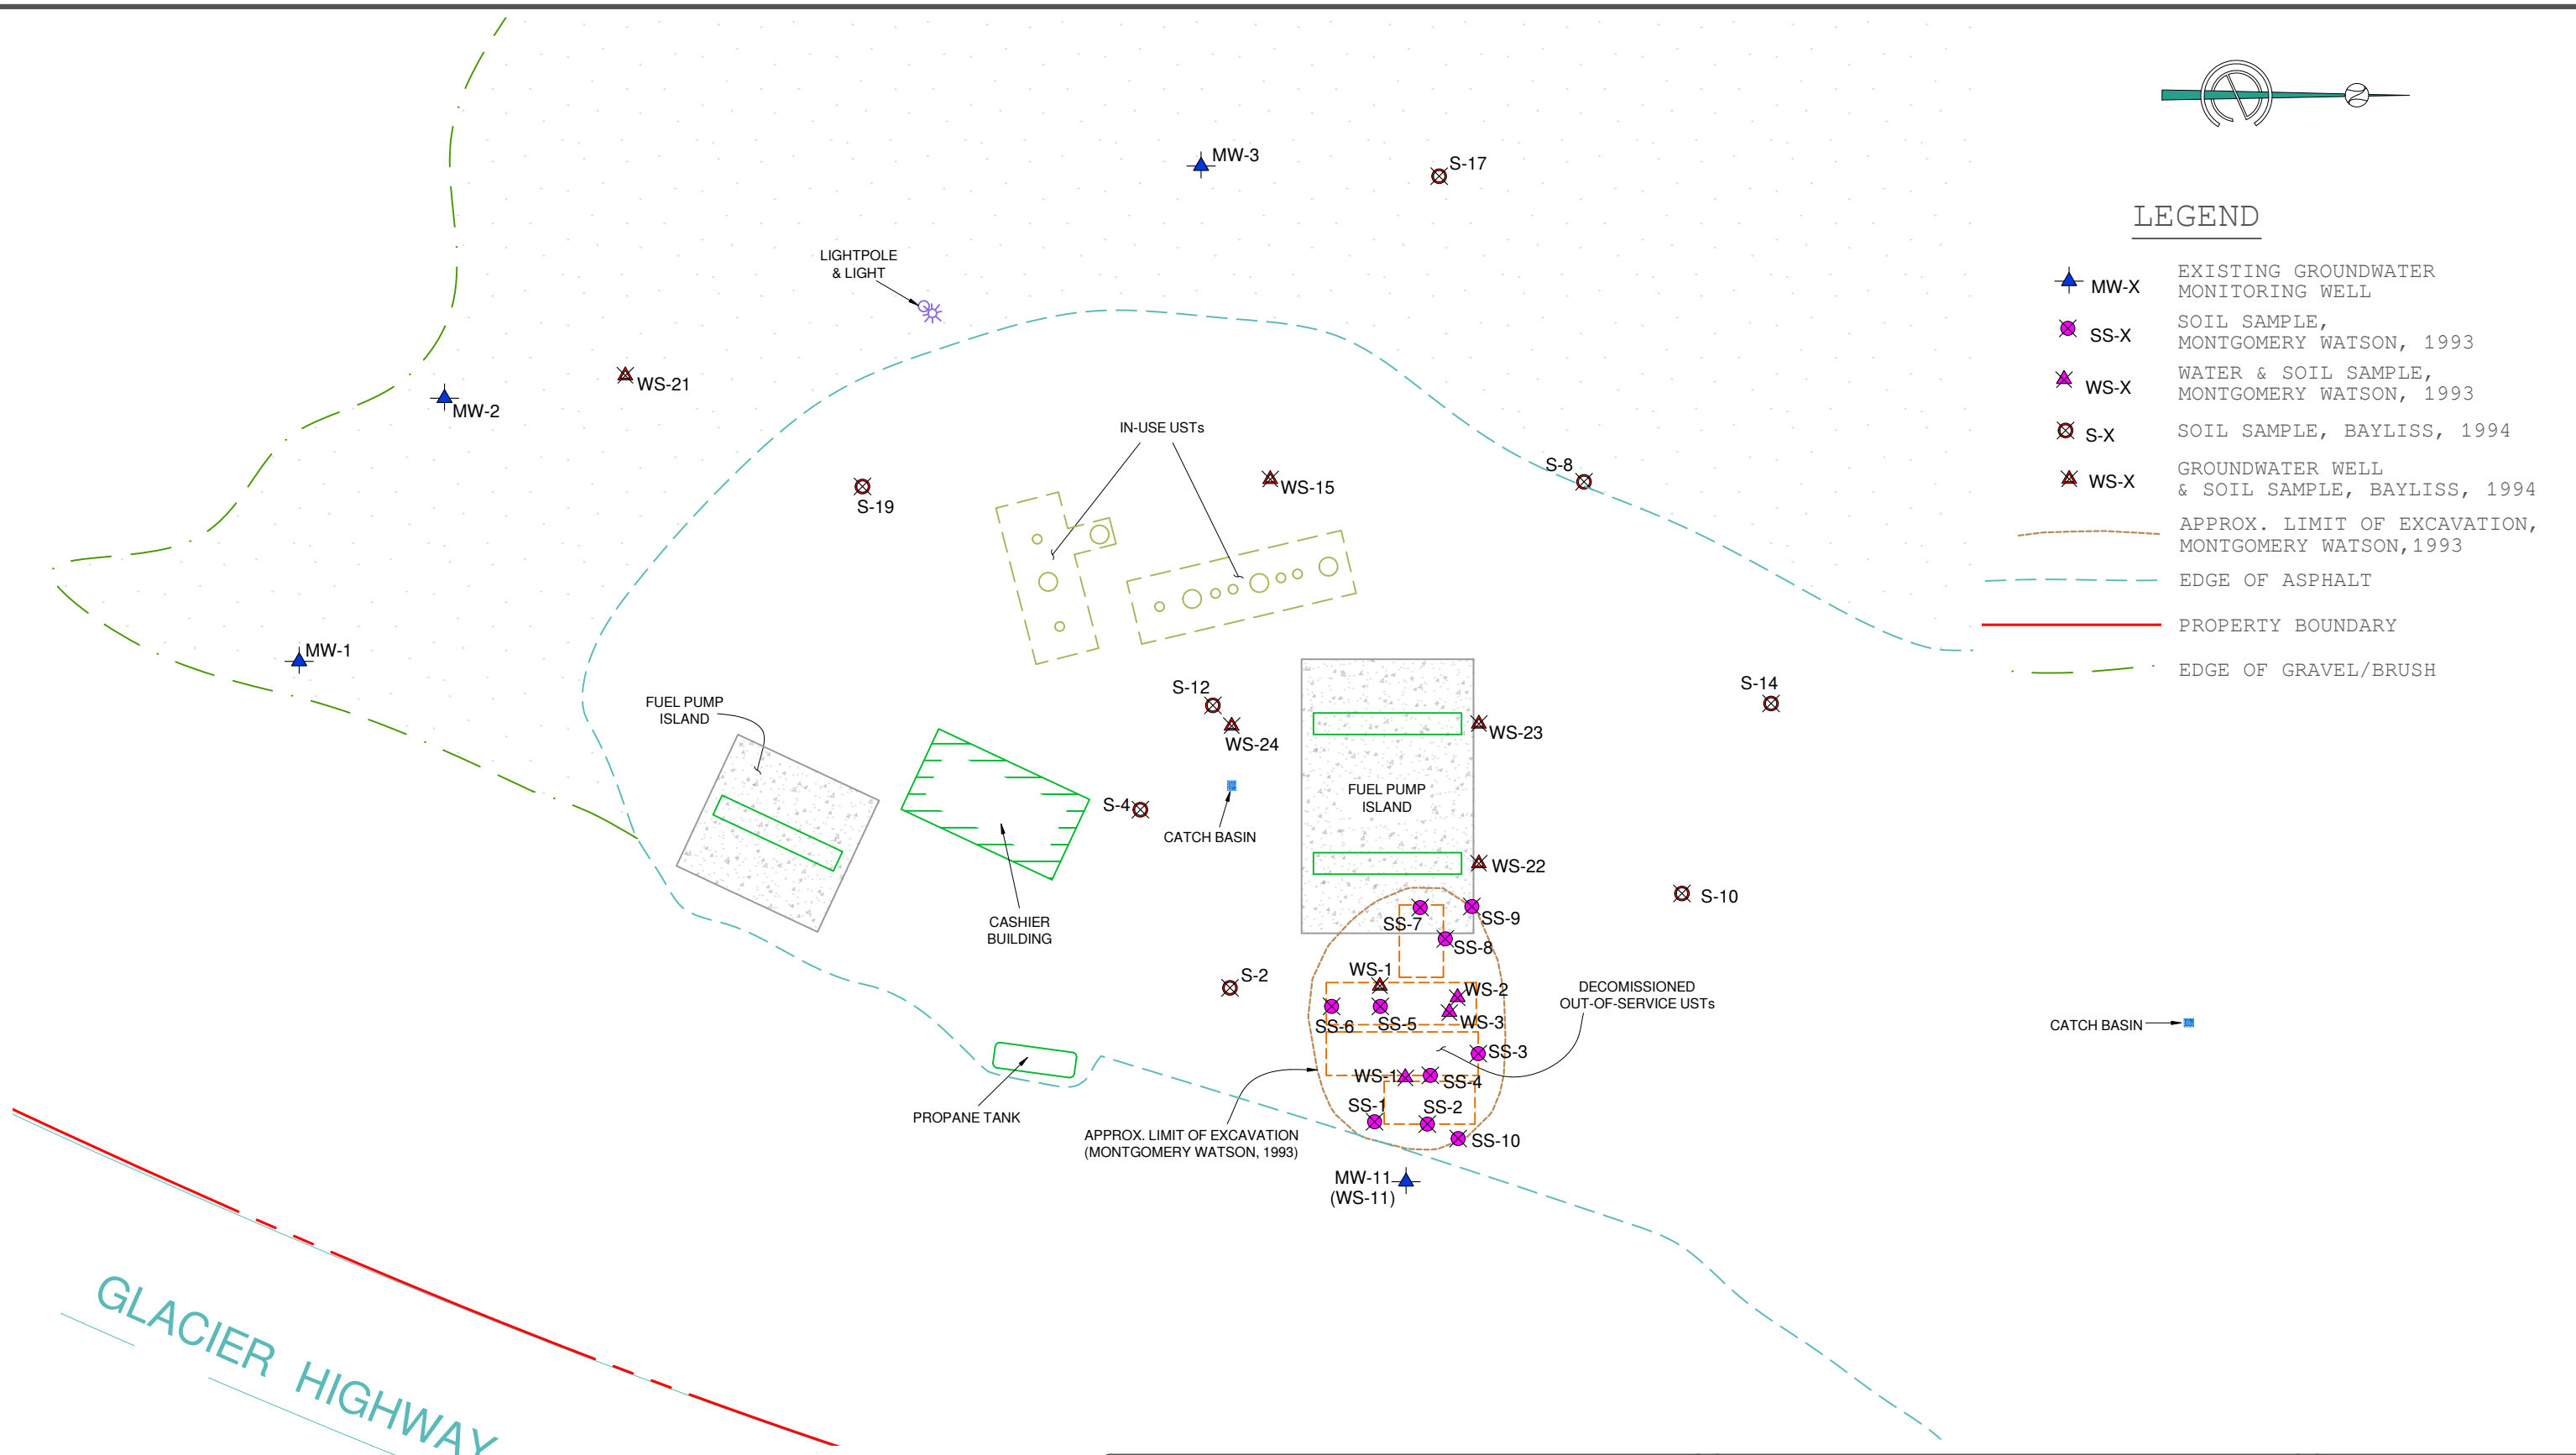 MW-3
S-17
LIGHTPOLE
& LIGHT
WS-21
MW-2
IN-USE USTs
S-8
WS-15
S-19
MW-1
FUEL PUMP
ISLAND
S-12
WS-24
WS-23
S-14
S-4
CATCH BASIN
FUEL PUMP
ISLAND
WS-22
CASHIER
BUILDING
S-10
SS-7
SS-9
SS-8
S-2
WS-1
WS-2
WS-3
SS-6
SS-5
DECOMISSIONED
OUT-OF-SERVICE USTs
CATCH BASIN
SS-3
WS-1
SS-4
SS-1
SS-2
SS-10
PROPANE TANK
APPROX. LIMIT OF EXCAVATION
(MONTGOMERY WATSON, 1993)
MW-11
(WS-11)
GLACIER HIGHWAY
LEGEND
MW-X
EXISTING GROUNDWATER
MONITORING WELL
SS-X
SOIL SAMPLE,
MONTGOMERY WATSON, 1993
WS-X
WATER & SOIL SAMPLE,
MONTGOMERY WATSON, 1993
S-X
SOIL SAMPLE, BAYLISS, 1994
WS-X
GROUNDWATER WELL
& SOIL SAMPLE, BAYLISS, 1994
APPROX. LIMIT OF EXCAVATION,
MONTGOMERY WATSON,1993
EDGE OF ASPHALT
PROPERTY BOUNDARY
EDGE OF GRAVEL/BRUSH